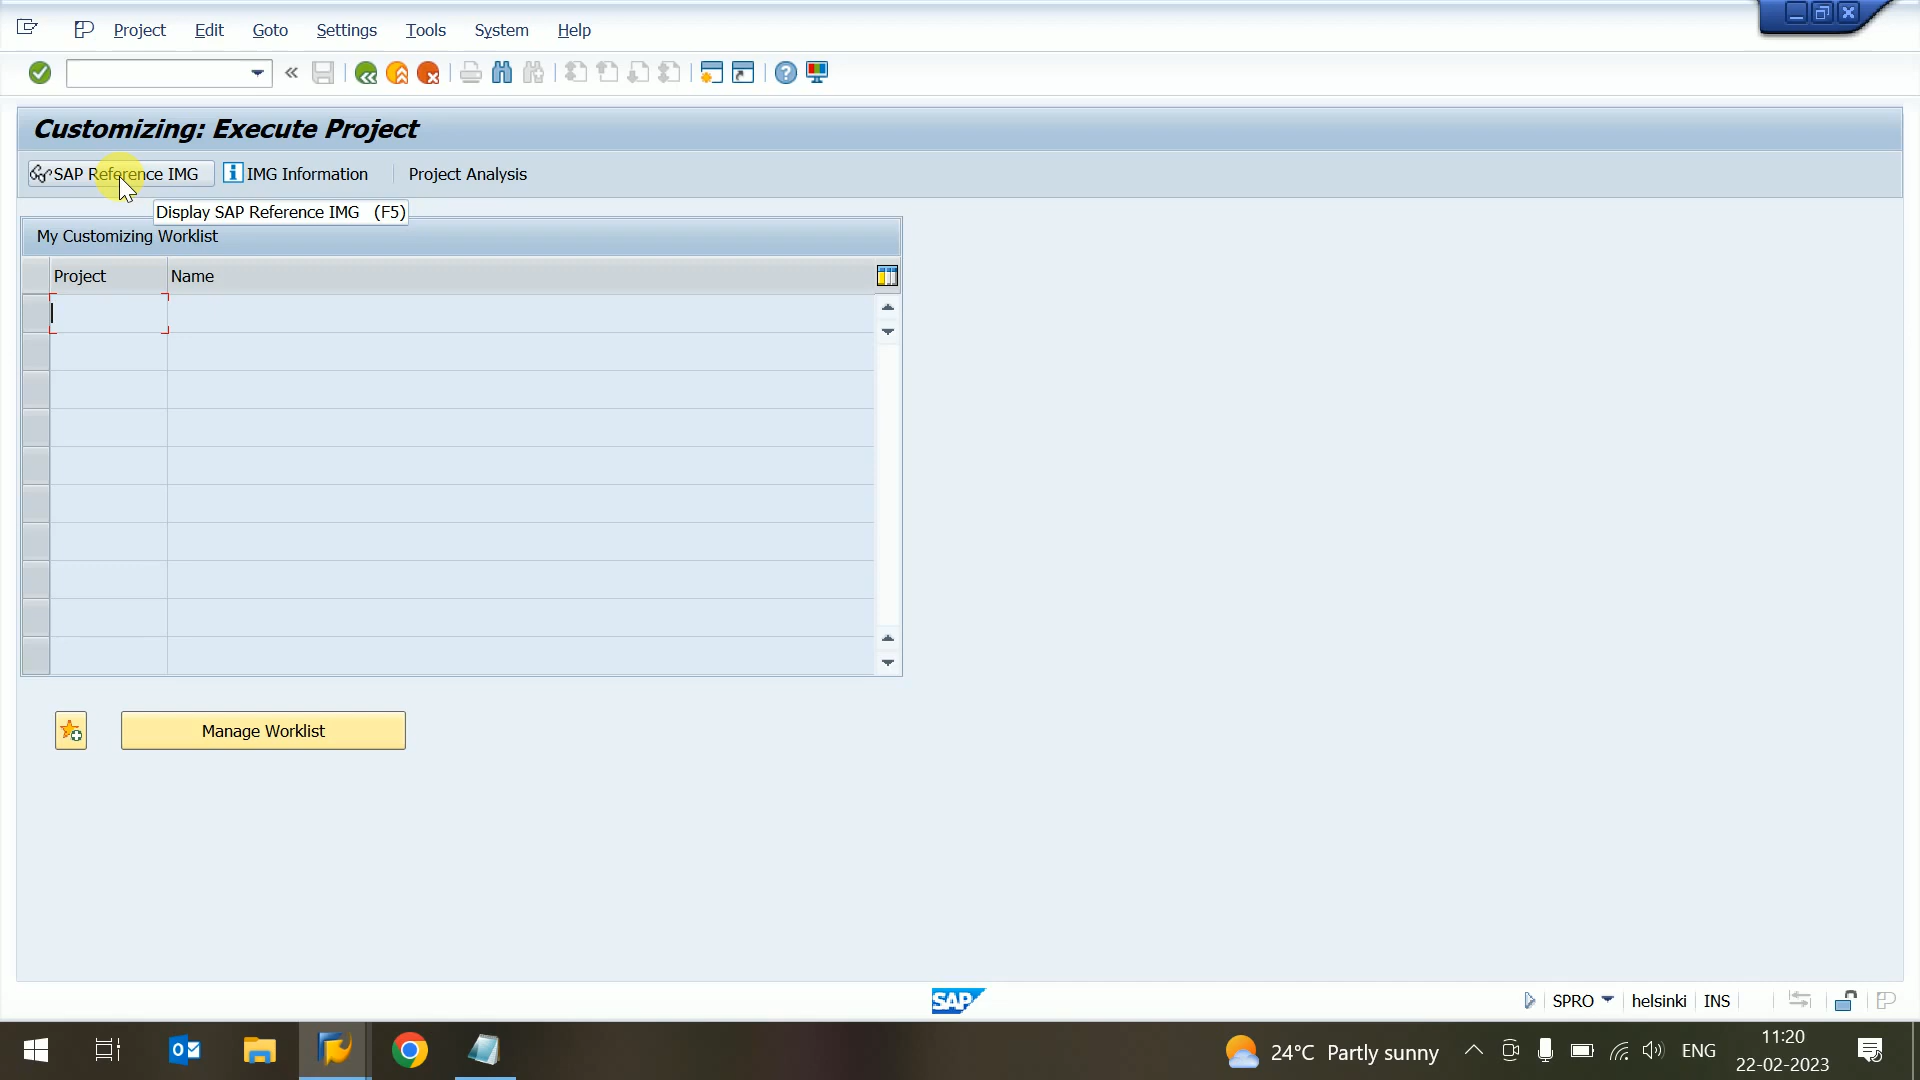 Project Edit Goto Settings Tools System Help
Customizing: Execute Project
SAP Reference IMG IMG Information Project Analysis
Display SAP Reference IMG (F5)
My Customizing Worklist
Project Name
Manage Worklist
SAP SPRO helsinki INS
24°C Partly sunny ENG 11:20
22-02-2023